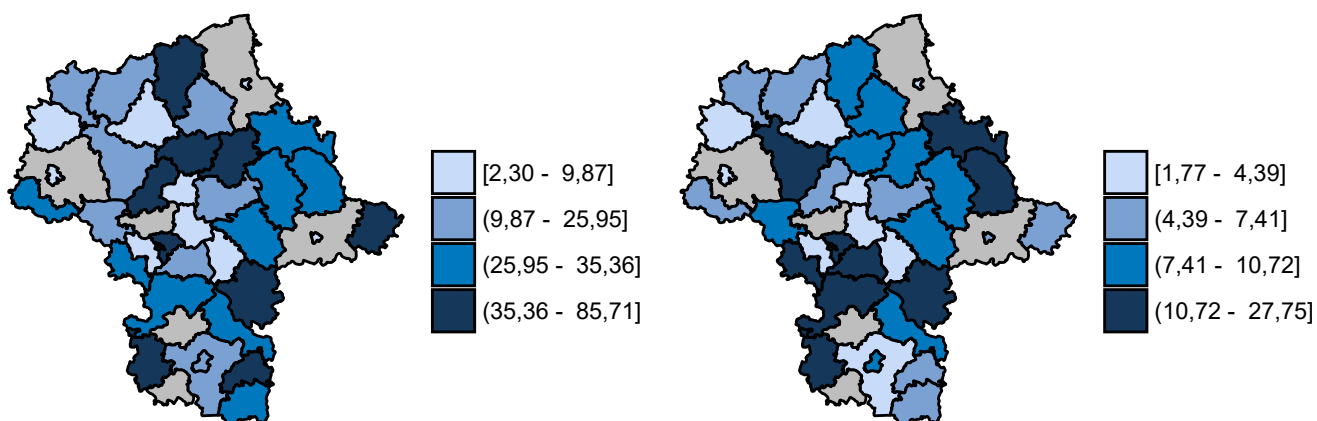 [2,30 - 9,87]
(9,87 - 25,95]
(25,95 - 35,36]
(35,36 - 85,71]
[1,77 - 4,39]
(4,39 - 7,41]
(7,41 - 10,72]
(10,72 - 27,75]